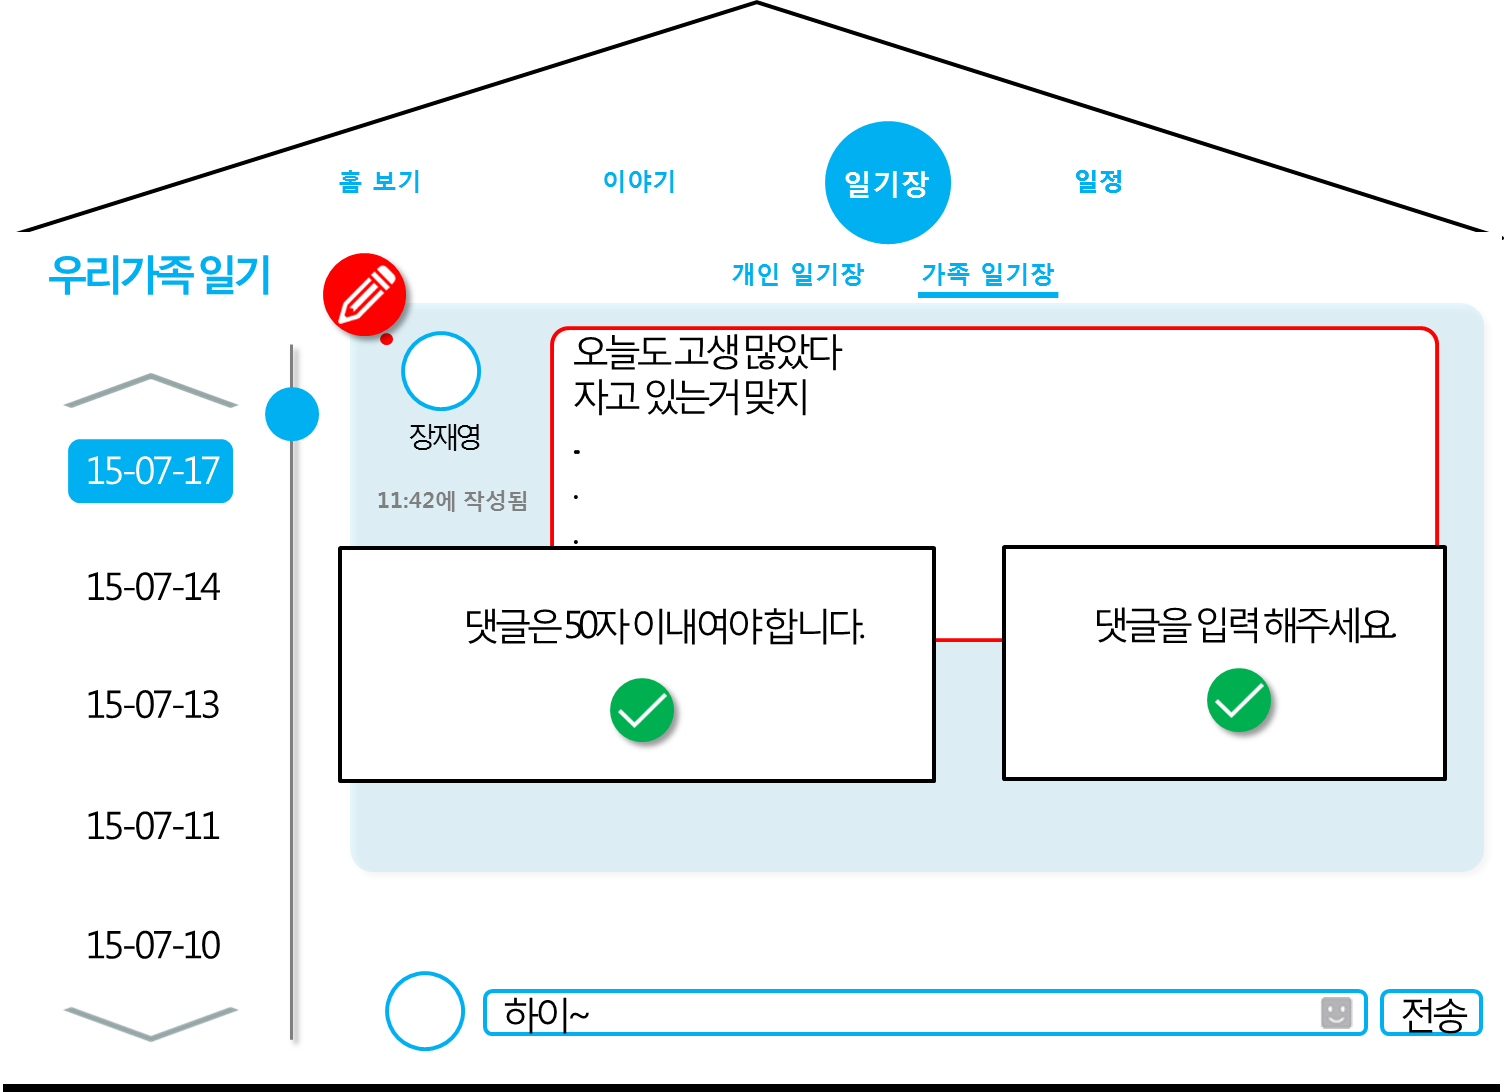 홈 보기
이야기
일기장
일정
우리가족 일기
개인 일기장
가족 일기장
15-07-17
15-07-14
15-07-13
15-07-11
15-07-10
장재영
11:42에 작성됨
오늘도 고생 많았다
자고 있는거 맞지
.
.
.
댓글은 50자 이내여야 합니다.
댓글을 입력 해주세요.
하이~
전송